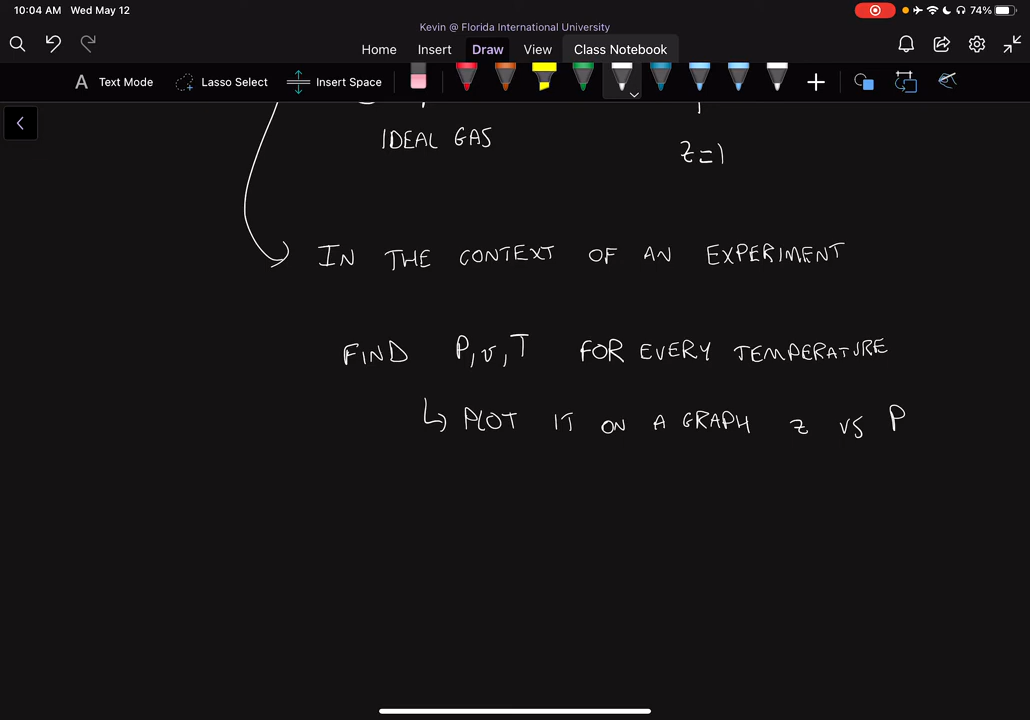 10:04 AM Wed May 12
74%
Kevin @ Florida International University
Home Insert Draw View Class Notebook
Text Mode Lasso Select Insert Space
IDEAL GAS
z=1
IN THE CONTEXT OF AN EXPERIMENT
FIND P, v, T FOR EVERY TEMPERATURE
PLOT IT ON A GRAPH z VS P